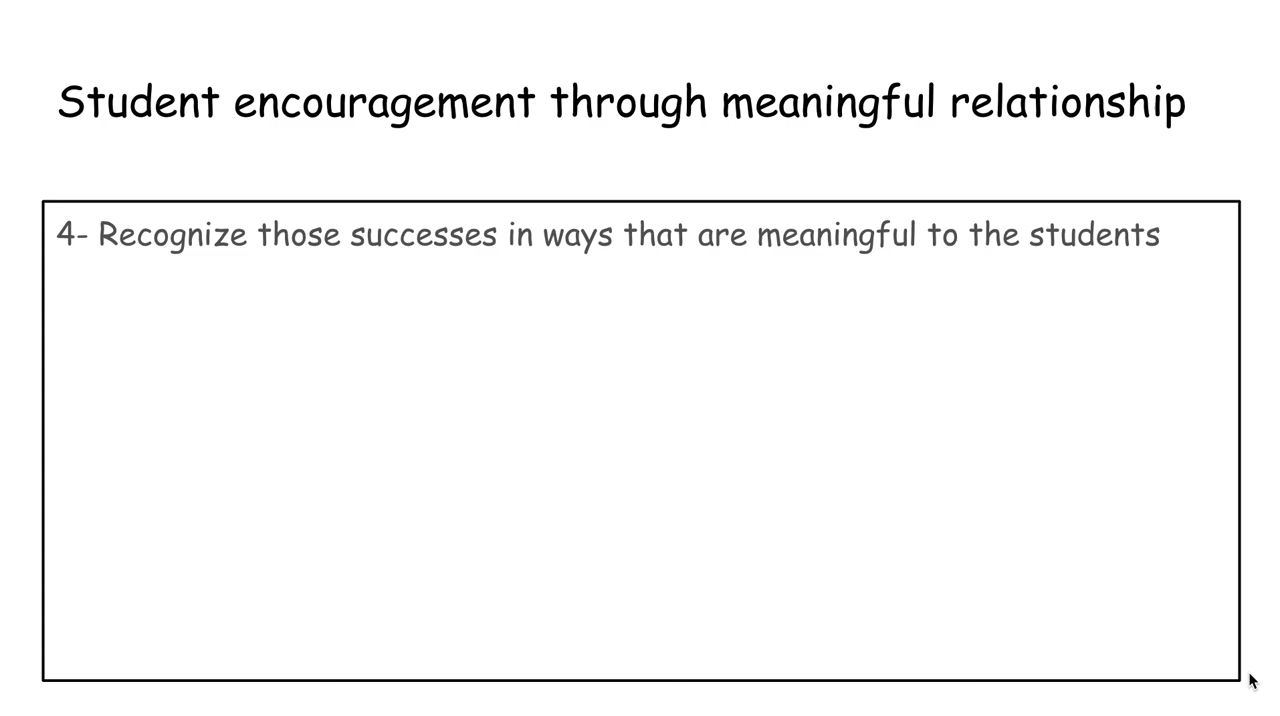 Student encouragement through meaningful relationship
4- Recognize those successes in ways that are meaningful to the students